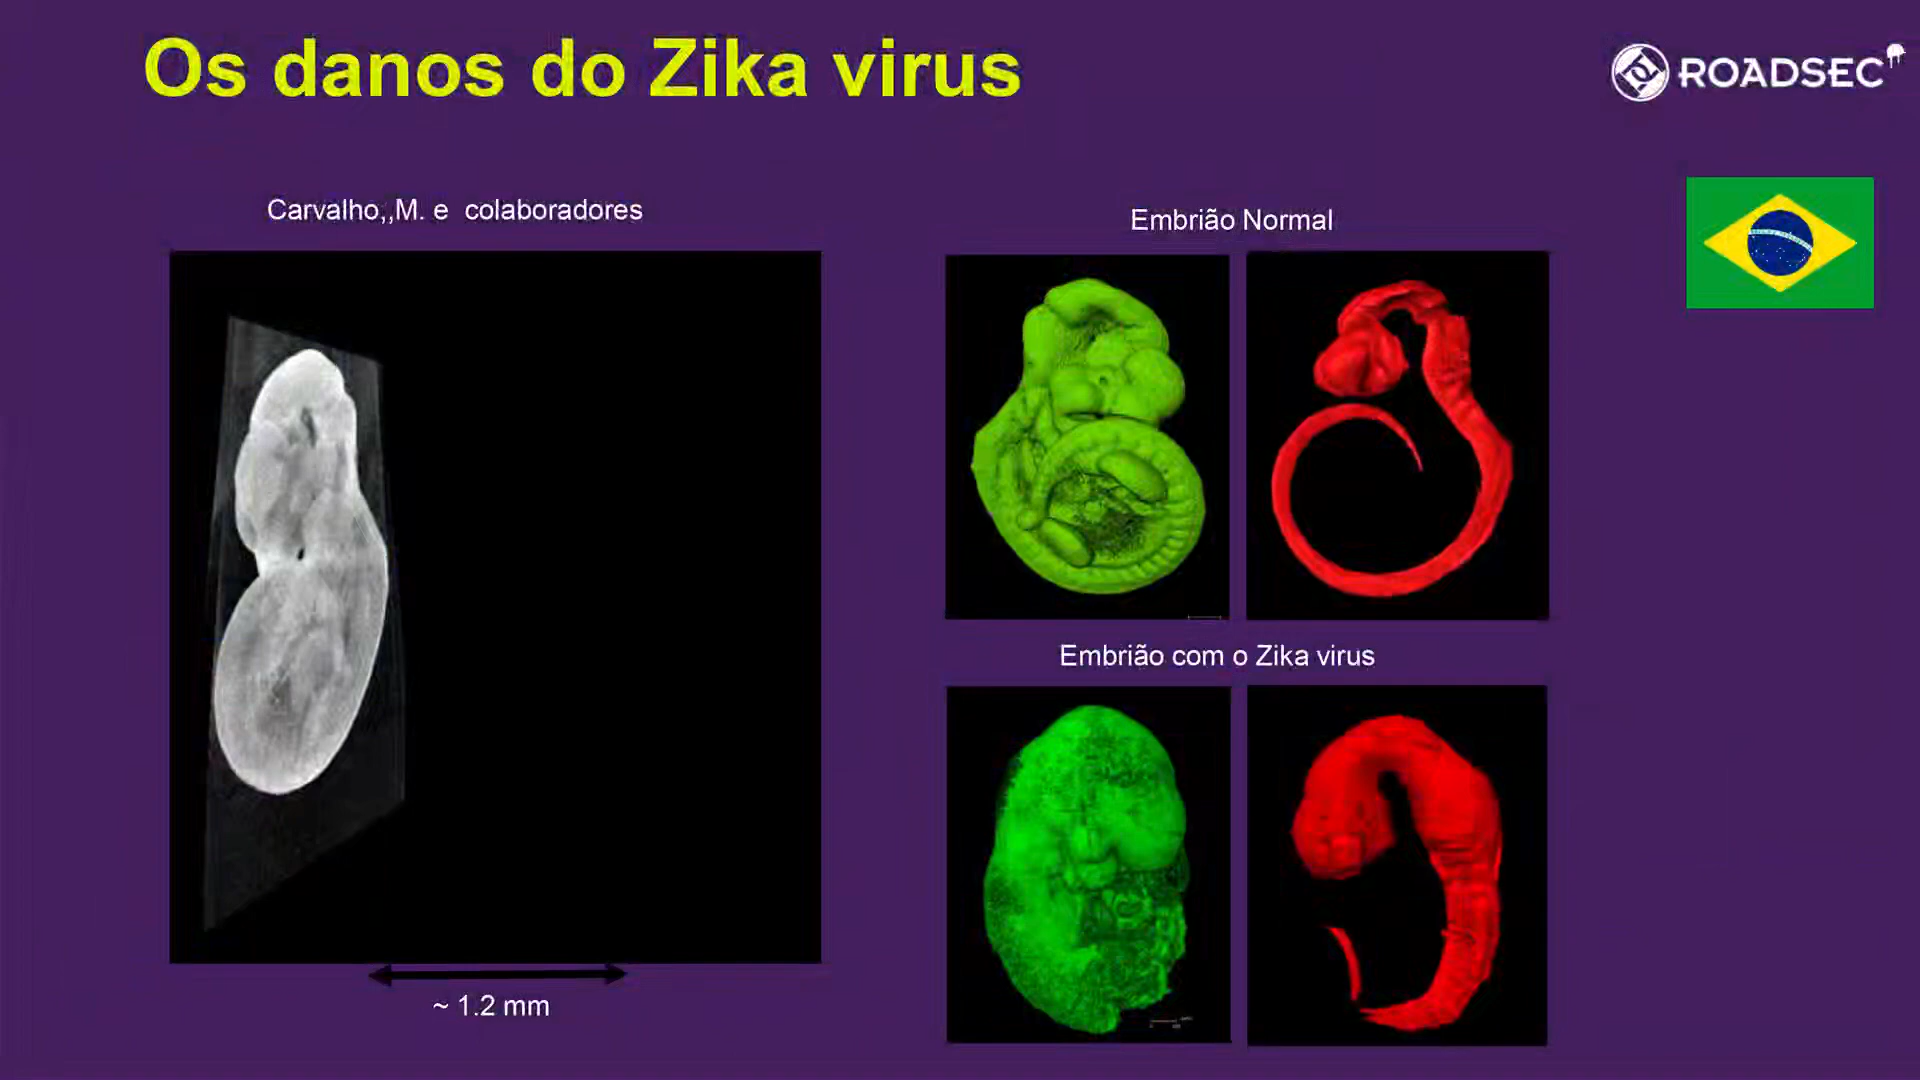 Os danos do Zika virus
ROADSEC
Carvalho,,M. e colaboradores
Embrião Normal
Embrião com o Zika virus
~ 1.2 mm